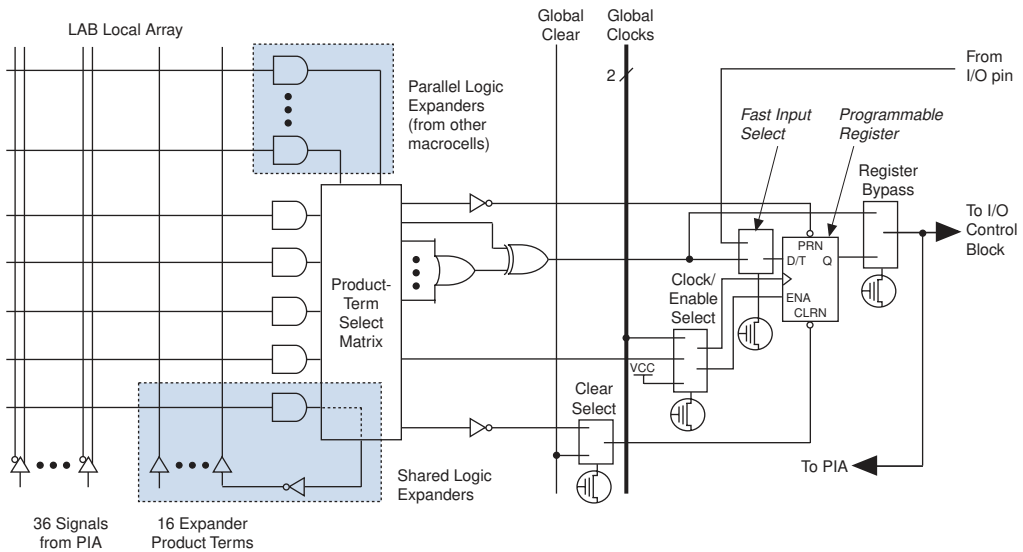 LAB Local Array
Global
Clear
Global
Clocks
2
Parallel Logic
Expanders
(from other
macrocells)
From
I/O pin
Fast Input
Select
Programmable
Register
Register
Bypass
To I/O
Control
Block
PRN
D/T
Q
ENA
CLRN
Clock/
Enable
Select
Product-
Term
Select
Matrix
VCC
Clear
Select
To PIA
Shared Logic
Expanders
36 Signals
from PIA
16 Expander
Product Terms